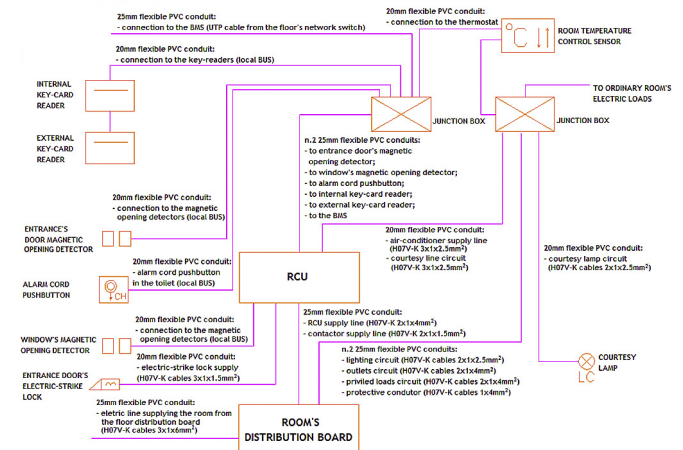 25mm flexible PVC conduit:
- connection to the BMS (UTP cable from the floor's network switch)
20mm flexible PVC conduit:
- connection to the thermostat
ROOM TEMPERATURE
CONTROL SENSOR
°C
20mm flexible PVC conduit:
- connection to the key-readers (local BUS)
INTERNAL
KEY-CARD
READER
TO ORDINARY ROOM'S
ELECTRIC LOADS
JUNCTION BOX
JUNCTION BOX
EXTERNAL
KEY-CARD
READER
n.2 25mm flexible PVC conduits:
- to entrance door's magnetic
opening detector;
- to window's magnetic opening detector;
- to alarm cord pushbutton;
- to internal key-card reader;
- to external key-card reader;
- to the BMS
20mm flexible PVC conduit:
- connection to the magnetic
opening detectors (local BUS)
ENTRANCE'S
DOOR MAGNETIC
OPENING DETECTOR
20mm flexible PVC conduit:
- air-conditioner supply line
(H07V-K 3x1x2.5mm²)
- courtesy line circuit
(H07V-K 3x1x2.5mm²)
20mm flexible PVC conduit:
- courtesy lamp circuit
(H07V-K cables 2x1x2.5mm²)
20mm flexible PVC conduit:
- alarm cord pushbutton
in the toilet (local BUS)
ALARM CORD
PUSHBUTTON
CH
RCU
25mm flexible PVC conduit:
- RCU supply line (H07V-K 2x1x4mm²)
- contactor supply line (H07V-K 2x1x1.5mm²)
20mm flexible PVC conduit:
- connection to the magnetic
opening detectors (local BUS)
WINDOW'S MAGNETIC
OPENING DETECTOR
20mm flexible PVC conduit:
- electric-strike lock supply
(H07V-K cables 3x1x1.5mm²)
ENTRANCE DOOR'S
ELECTRIC-STRIKE
LOCK
n.2 25mm flexible PVC conduits:
- lighting circuit (H07V-K cables 2x1x2.5mm²)
- outlets circuit (H07V-K cables 2x1x4mm²)
- priviled loads circuit (H07V-K cables 2x1x4mm²)
- protective condutor (H07V-K cables 1x4mm²)
COURTESY
LAMP
LC
25mm flexible PVC conduit:
- eletric line supplying the room from
the floor distribution board
(H07V-K cables 3x1x6mm²)
ROOM'S
DISTRIBUTION BOARD